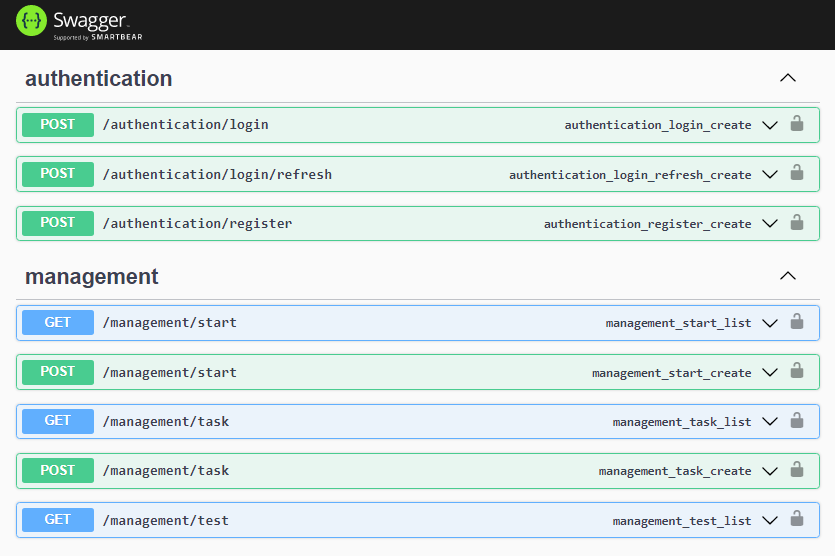 Swagger
Supported by SMARTBEAR
authentication
POST /authentication/login authentication_login_create
POST /authentication/login/refresh authentication_login_refresh_create
POST /authentication/register authentication_register_create
management
GET /management/start management_start_list
POST /management/start management_start_create
GET /management/task management_task_list
POST /management/task management_task_create
GET /management/test management_test_list